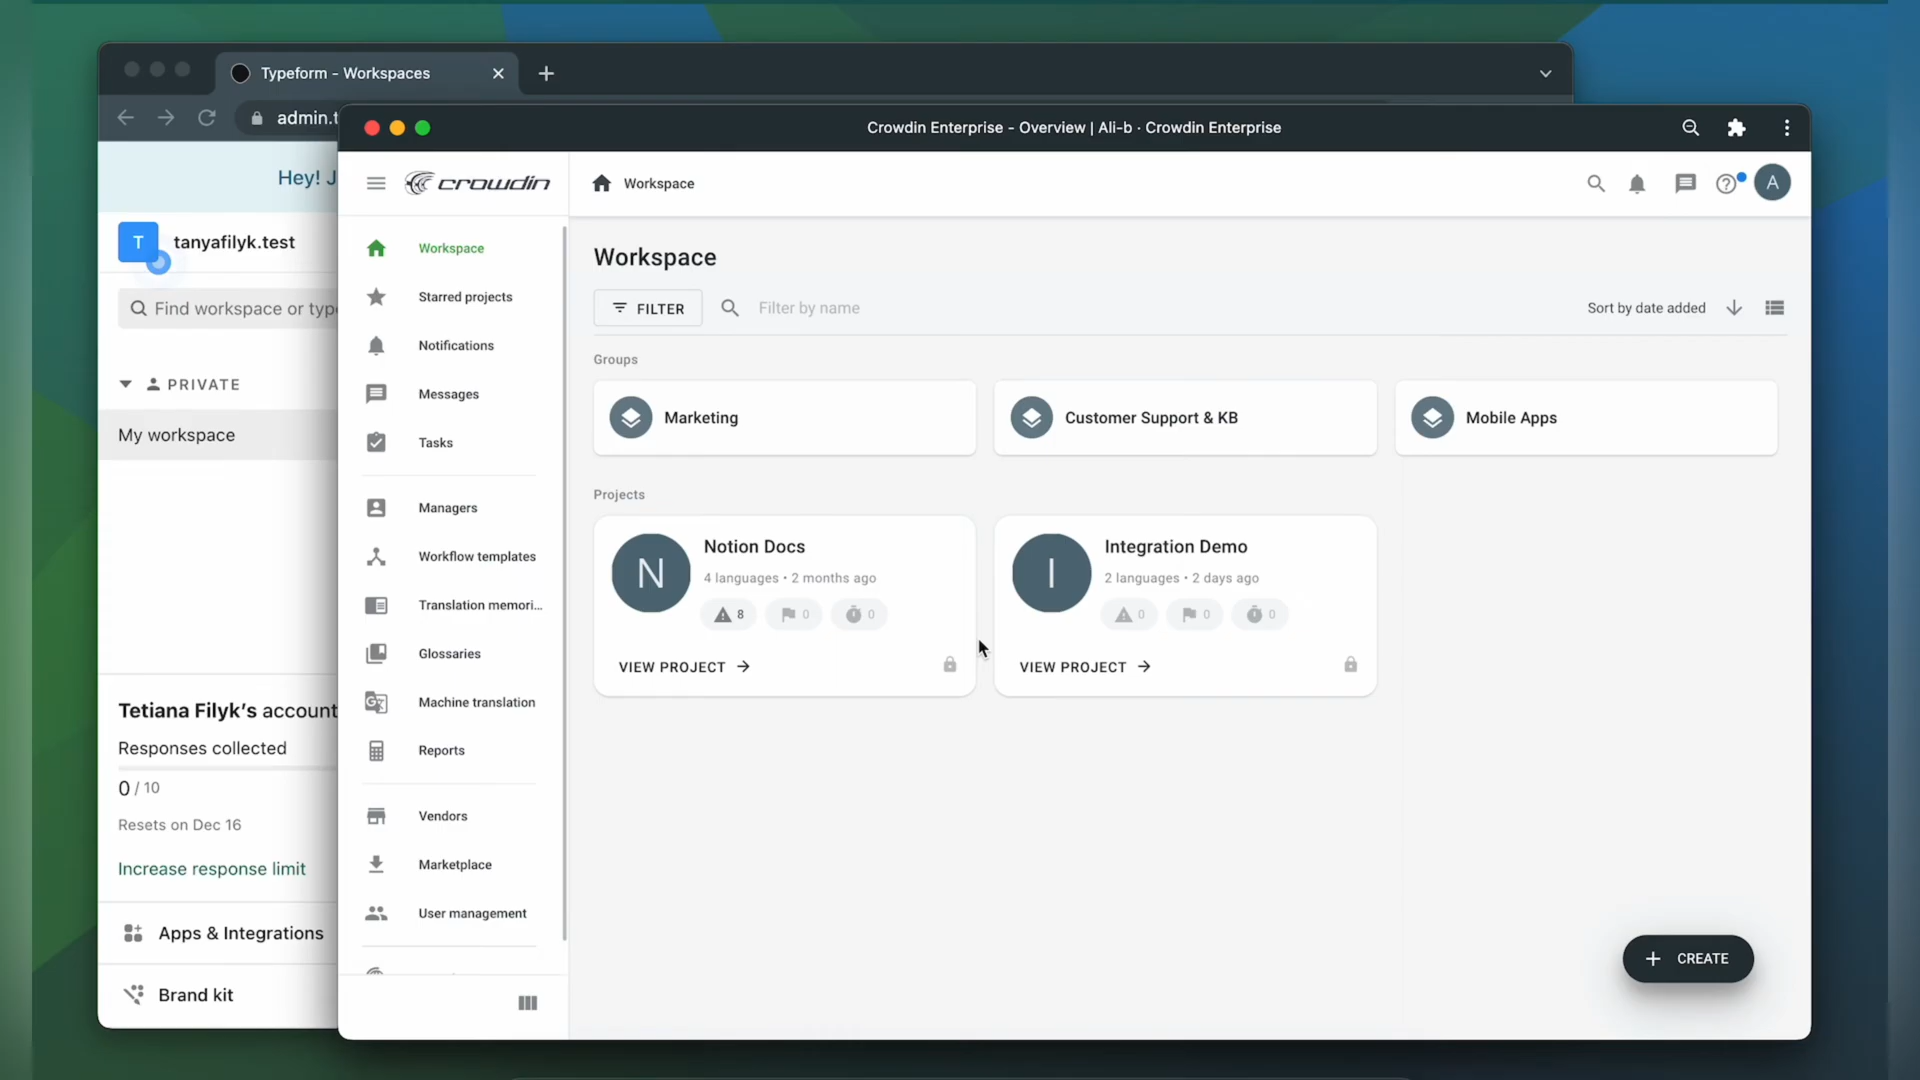 Typeform - Workspaces
admin.t
Hey! J
T
tanyafilyk.test
Find workspace or type
PRIVATE
My workspace
Tetiana Filyk’s account
Responses collected
0 / 10
Resets on Dec 16
Increase response limit
Apps & Integrations
Brand kit
Crowdin Enterprise - Overview | Ali-b · Crowdin Enterprise
crowdin
Workspace
A
Workspace
Starred projects
Notifications
Messages
Tasks
Managers
Workflow templates
Translation memori...
Glossaries
Machine translation
Reports
Vendors
Marketplace
User management
Workspace
FILTER
Filter by name
Sort by date added
Groups
Marketing
Customer Support & KB
Mobile Apps
Projects
N
Notion Docs
4 languages • 2 months ago
8
0
0
VIEW PROJECT
I
Integration Demo
2 languages • 2 days ago
0
0
0
VIEW PROJECT
CREATE